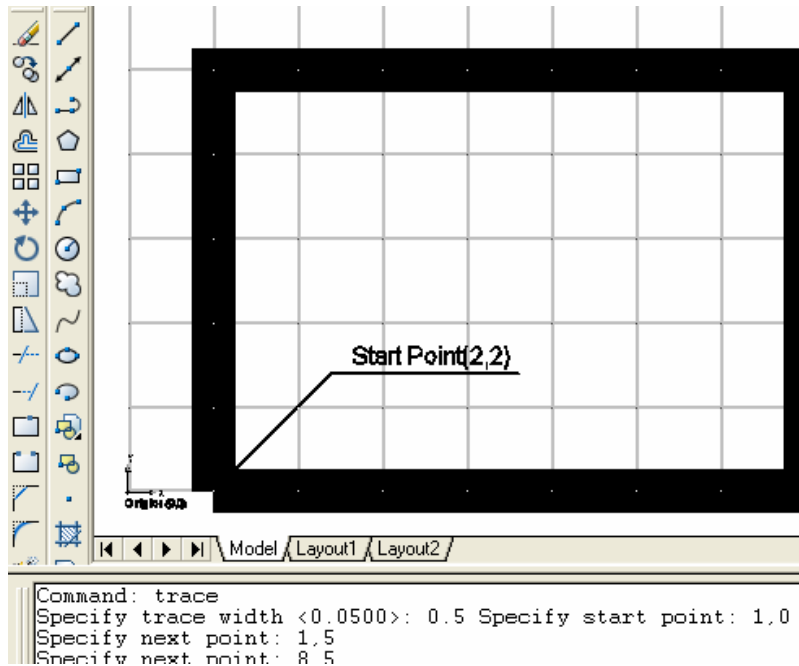 Start Point(2,2)
Model Layout1 Layout2
Command: trace
Specify trace width <0.0500>: 0.5 Specify start point: 1,0
Specify next point: 1,5
Specify next point: 8,5